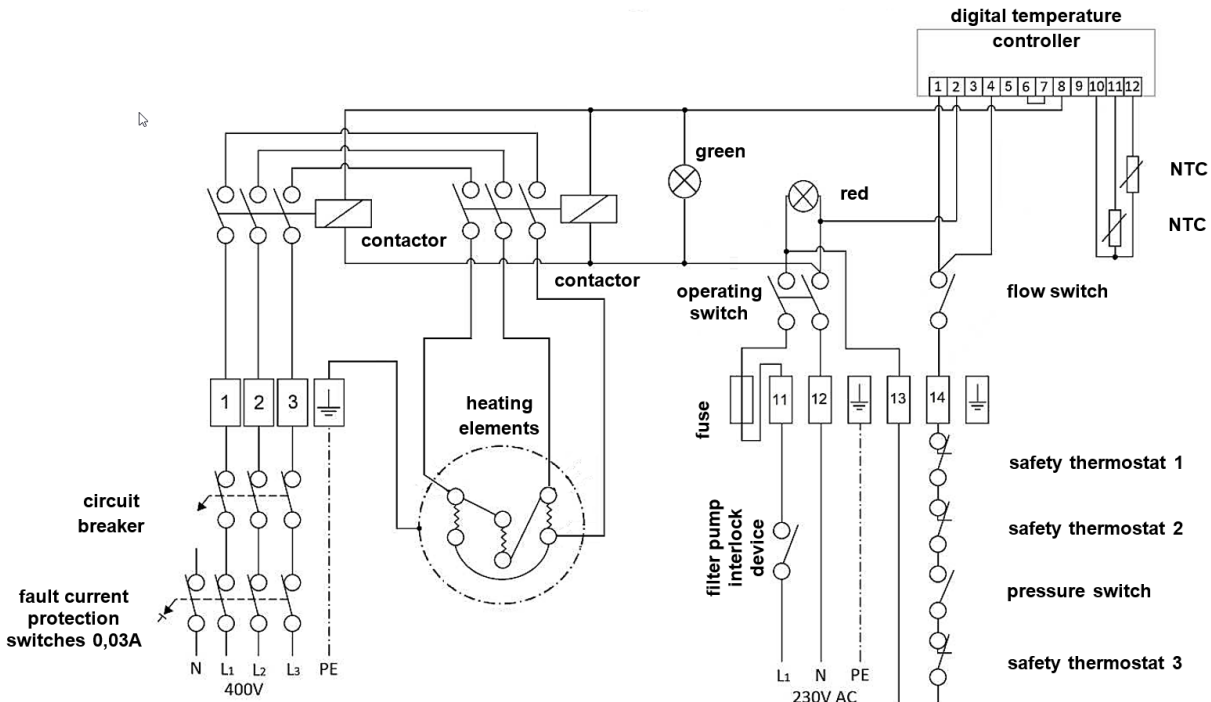 digital temperature
controller
1 2 3 4 5 6 7 8 9 10 11 12
green
NTC
red
NTC
contactor
contactor
operating
switch
flow switch
1 2 3
fuse
11 12 13 14
heating
elements
safety thermostat 1
circuit
breaker
safety thermostat 2
filter pump
interlock
device
pressure switch
fault current
protection
switches 0,03A
safety thermostat 3
N L1 L2 L3 PE
400V
L1 N PE
230V AC